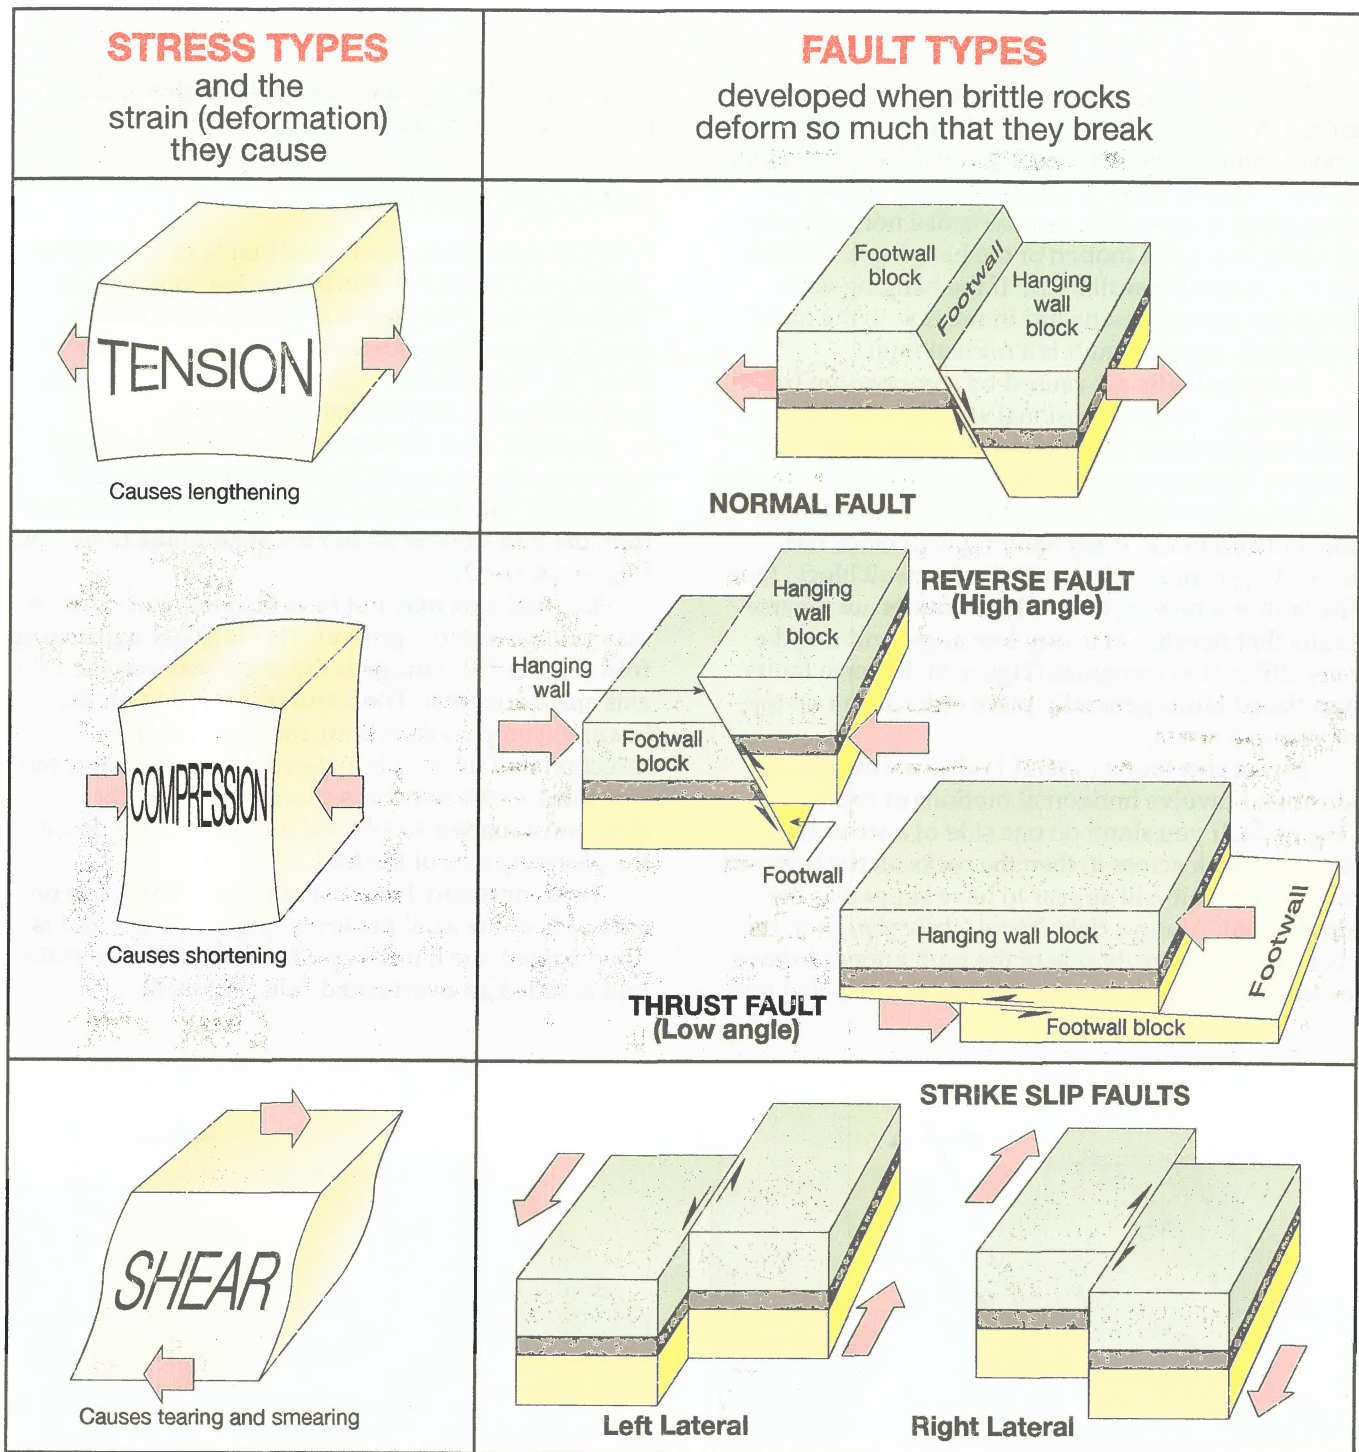 STRESS TYPES
and the
strain (deformation)
they cause
FAULT TYPES
developed when brittle rocks
deform so much that they break
TENSION
Causes lengthening
Footwall
block
Footwall
Hanging
wall
block
NORMAL FAULT
COMPRESSION
Causes shortening
Hanging
wall
block
REVERSE FAULT
(High angle)
Hanging
wall
Footwall
block
Footwall
Hanging wall block
Footwall
THRUST FAULT
(Low angle)
Footwall block
SHEAR
Causes tearing and smearing
STRIKE SLIP FAULTS
Left Lateral
Right Lateral